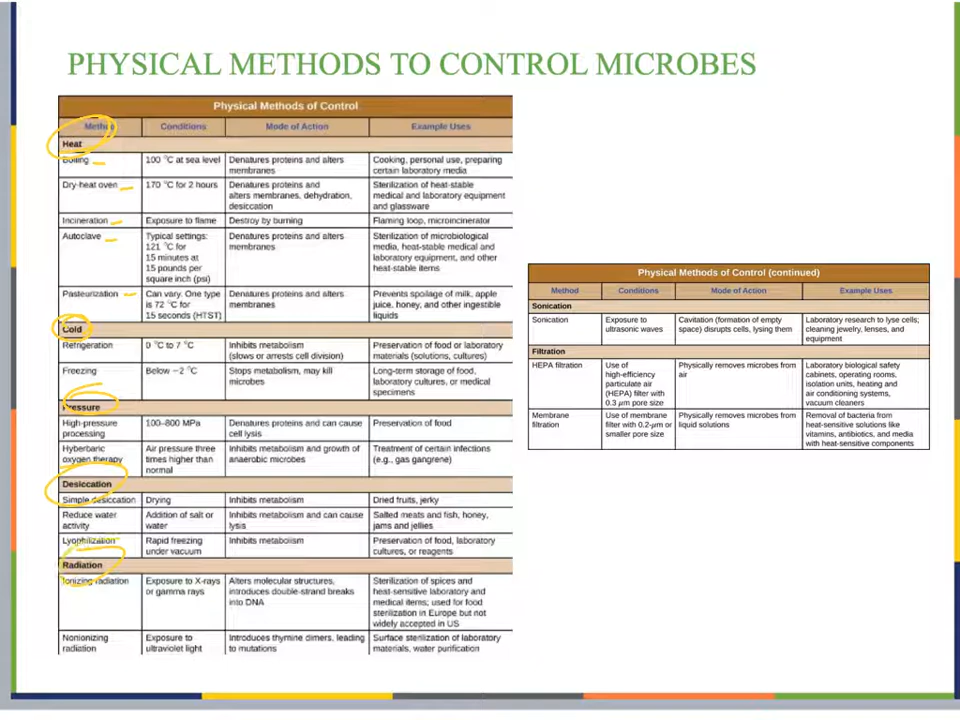 PHYSICAL METHODS TO CONTROL MICROBES
Physical Methods of Control
Method Conditions Mode of Action Example Uses
Heat
Boiling 100 °C at sea level Denatures proteins and alters Cooking, personal use, preparing
membranes certain laboratory media
Dry-heat oven 170 °C for 2 hours Denatures proteins and Sterilization of heat-stable
alters membranes, dehydration, medical and laboratory equipment
desiccation and glassware
Incineration Exposure to flame Destroy by burning Flaming loop, microincinerator
Autoclave Typical settings: Denatures proteins and alters Sterilization of microbiological
121 °C for membranes media, heat-stable medical and
15 minutes at laboratory equipment, and other
15 pounds per heat-stable items
square inch (psi)
Pasteurization Can vary. One type Denatures proteins and alters Prevents spoilage of milk, apple
is 72 °C for membranes juice, honey, and other ingestible
15 seconds (HTST) liquids
Cold
Refrigeration 0 °C to 7 °C Inhibits metabolism Preservation of food or laboratory
(slows or arrests cell division) materials (solutions, cultures)
Freezing Below −2 °C Stops metabolism, may kill Long-term storage of food,
microbes laboratory cultures, or medical
specimens
Pressure
High-pressure 100–800 MPa Denatures proteins and can cause Preservation of food
processing cell lysis
Hyberbaric Air pressure three Inhibits metabolism and growth of Treatment of certain infections
oxygen therapy times higher than anaerobic microbes (e.g., gas gangrene)
normal
Desiccation
Simple desiccation Drying Inhibits metabolism Dried fruits, jerky
Reduce water Addition of salt or Inhibits metabolism and can cause Salted meats and fish, honey,
activity water lysis jams and jellies
Lyophilization Rapid freezing Inhibits metabolism Preservation of food, laboratory
under vacuum cultures, or reagents
Radiation
Ionizing radiation Exposure to X-rays Alters molecular structures, Sterilization of spices and
or gamma rays introduces double-strand breaks heat-sensitive laboratory and
into DNA medical items; used for food
sterilization in Europe but not
widely accepted in US
Nonionizing Exposure to Introduces thymine dimers, leading Surface sterilization of laboratory
radiation ultraviolet light to mutations materials, water purification
Physical Methods of Control (continued)
Method Conditions Mode of Action Example Uses
Sonication
Sonication Exposure to Cavitation (formation of empty Laboratory research to lyse cells;
ultrasonic waves space) disrupts cells, lysing them cleaning jewelry, lenses, and
equipment
Filtration
HEPA filtration Use of Physically removes microbes from Laboratory biological safety
high-efficiency air cabinets, operating rooms,
particulate air isolation units, heating and
(HEPA) filter with air conditioning systems,
0.3 μm pore size vacuum cleaners
Membrane Use of membrane Physically removes microbes from Removal of bacteria from
filtration filter with 0.2-μm or liquid solutions heat-sensitive solutions like
smaller pore size vitamins, antibiotics, and media
with heat-sensitive components